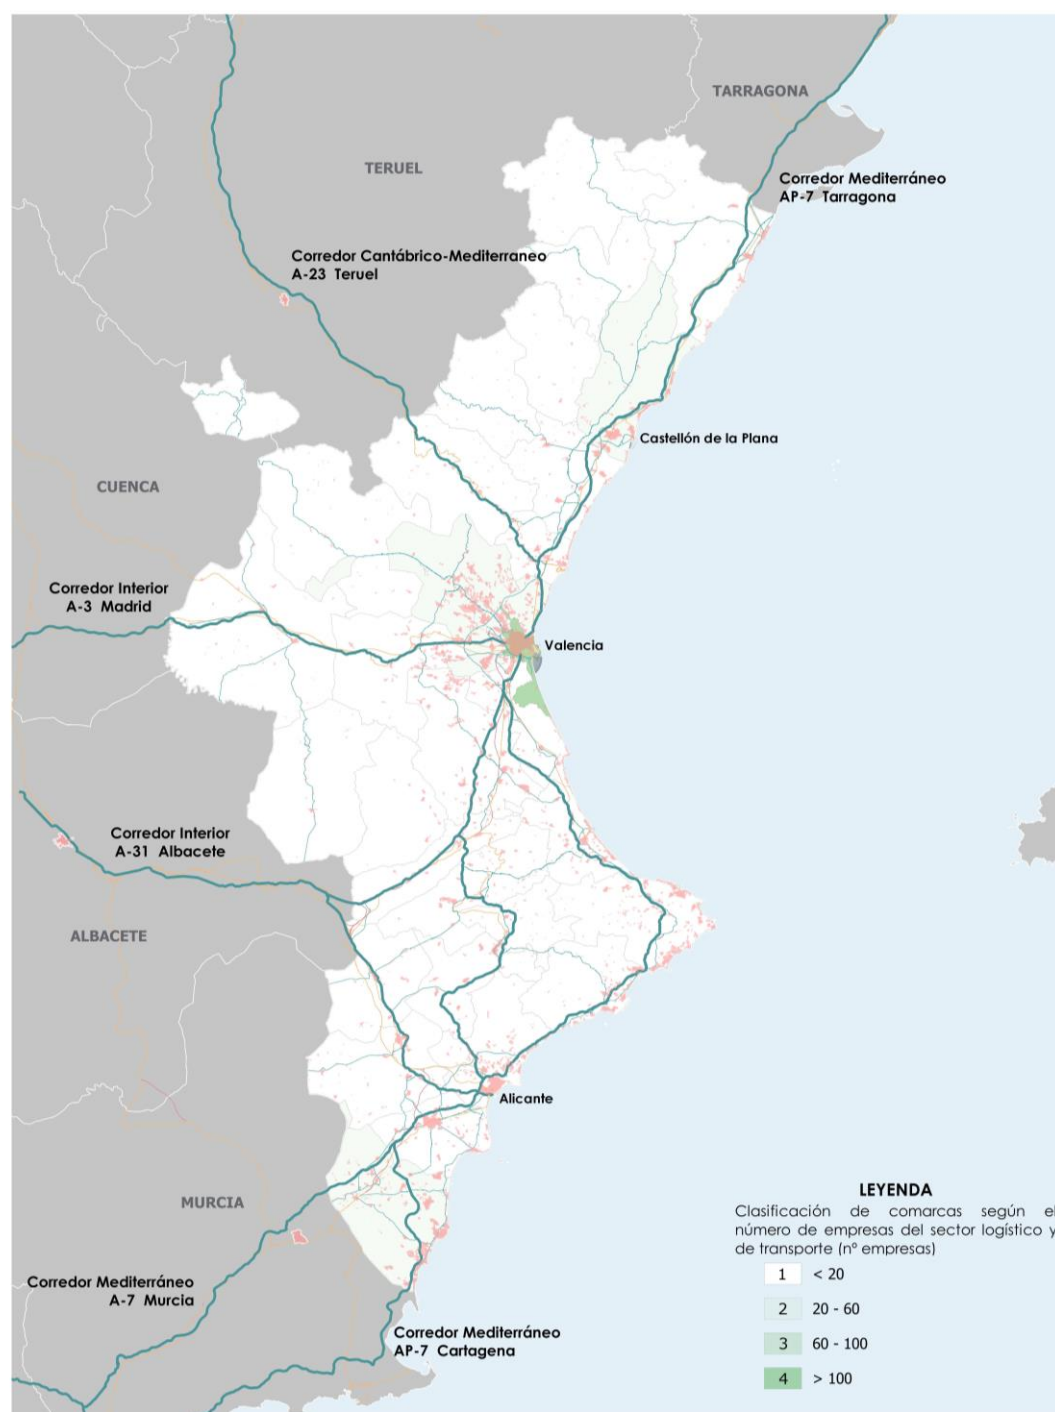 TARRAGONA
TERUEL
Corredor Mediterráneo
AP-7 Tarragona
Corredor Cantábrico-Mediterraneo
A-23 Teruel
Castellón de la Plana
CUENCA
Corredor Interior
A-3 Madrid
Valencia
Corredor Interior
A-31 Albacete
ALBACETE
Alicante
MURCIA
Corredor Mediterráneo
A-7 Murcia
Corredor Mediterráneo
AP-7 Cartagena
LEYENDA
Clasificación de comarcas según el
número de empresas del sector logístico y
de transporte (nº empresas)
1 < 20
2 20 - 60
3 60 - 100
4 > 100